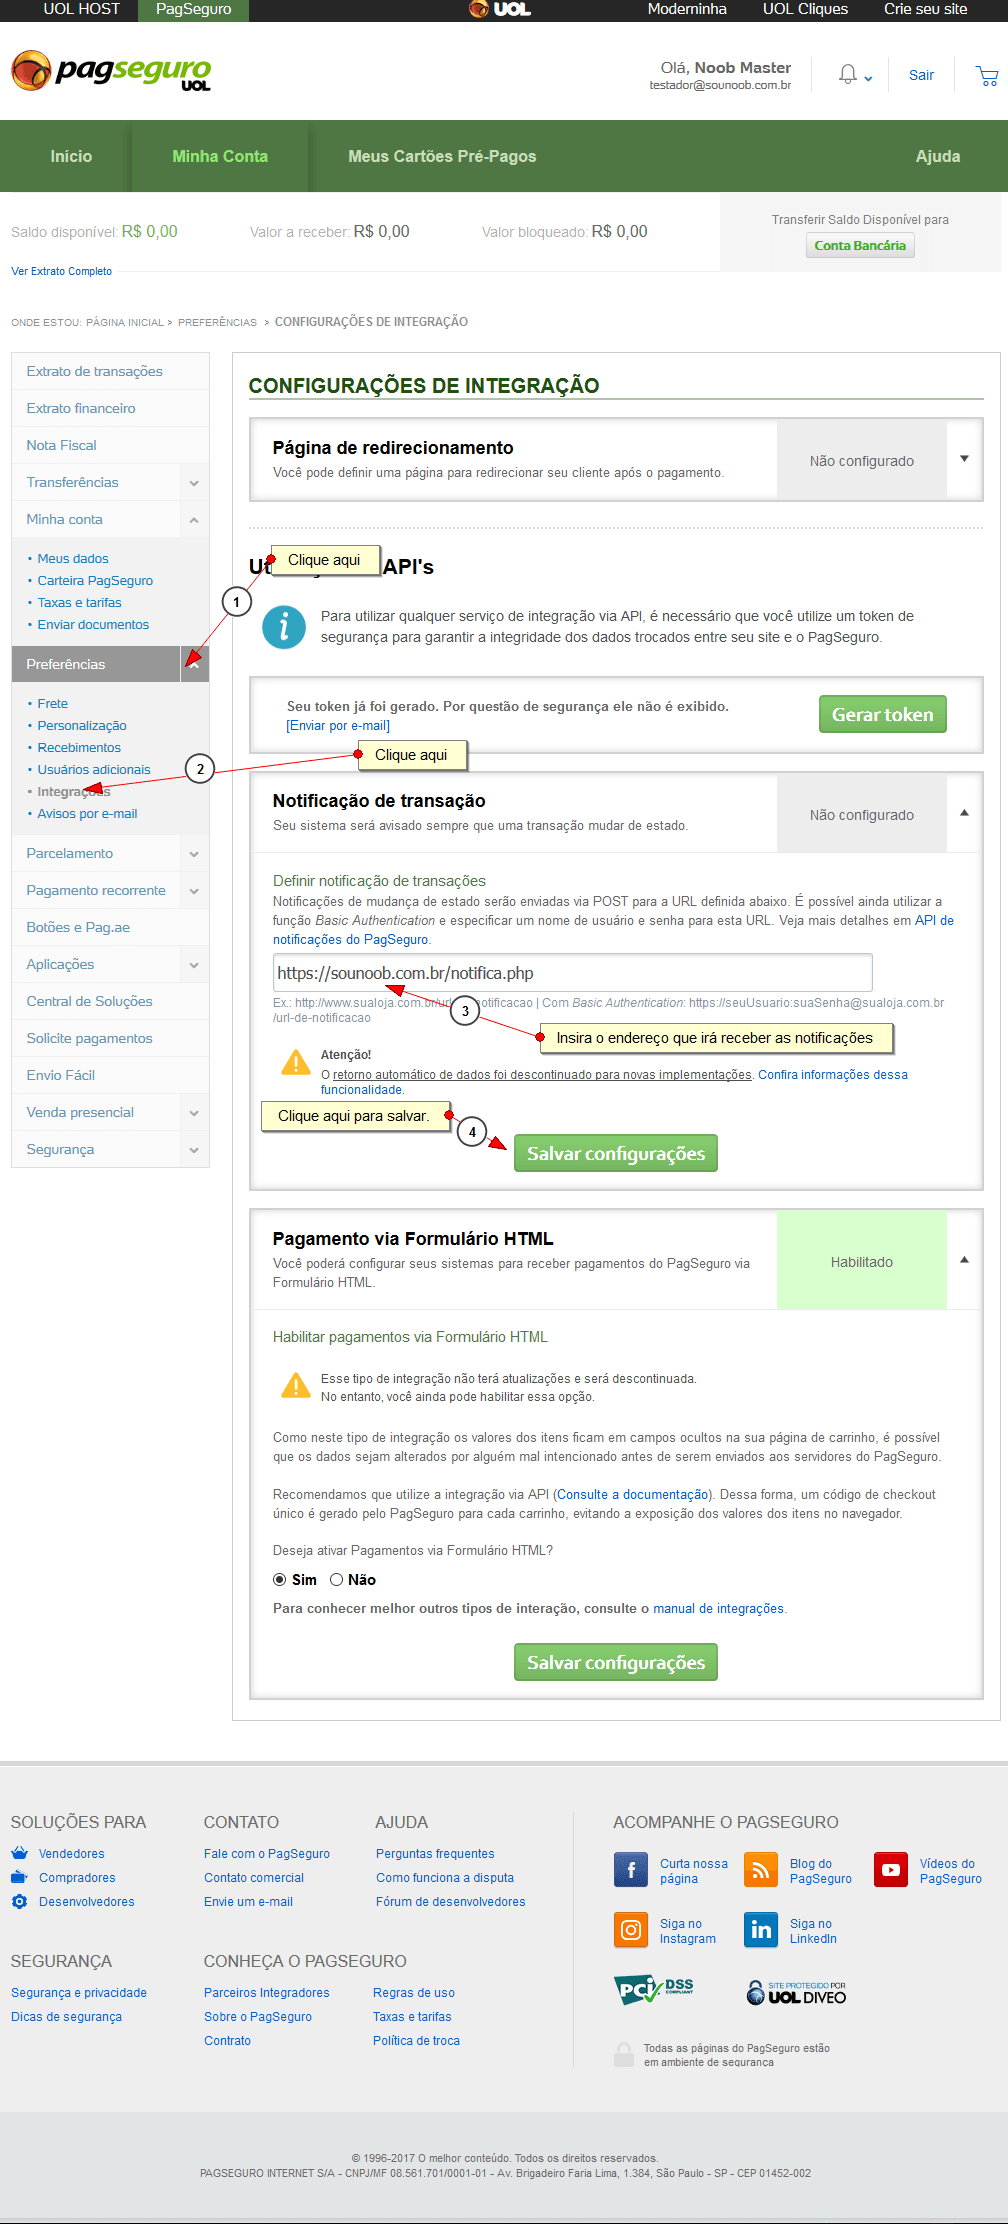 UOL HOST PagSeguro UOL Moderninha UOL Cliques Crie seu site
pagseguro
UOL
Olá, Noob Master
testador@sounoob.com.br
Sair
Início Minha Conta Meus Cartões Pré-Pagos Ajuda
Saldo disponível: R$ 0,00 Valor a receber: R$ 0,00 Valor bloqueado: R$ 0,00
Transferir Saldo Disponível para
Conta Bancária
Ver Extrato Completo
ONDE ESTOU: PÁGINA INICIAL > PREFERÊNCIAS > CONFIGURAÇÕES DE INTEGRAÇÃO
Extrato de transações
Extrato financeiro
Nota Fiscal
Transferências
Minha conta
• Meus dados
• Carteira PagSeguro
• Taxas e tarifas
• Enviar documentos
Preferências
• Frete
• Personalização
• Recebimentos
• Usuários adicionais
• Integrações
• Avisos por e-mail
Parcelamento
Pagamento recorrente
Botões e Pag.ae
Aplicações
Central de Soluções
Solicite pagamentos
Envio Fácil
Venda presencial
Segurança
CONFIGURAÇÕES DE INTEGRAÇÃO
Página de redirecionamento
Você pode definir uma página para redirecionar seu cliente após o pagamento.
Não configurado
Clique aqui
1
API's
Para utilizar qualquer serviço de integração via API, é necessário que você utilize um token de
segurança para garantir a integridade dos dados trocados entre seu site e o PagSeguro.
Seu token já foi gerado. Por questão de segurança ele não é exibido.
[Enviar por e-mail]
Gerar token
Clique aqui
2
Notificação de transação
Seu sistema será avisado sempre que uma transação mudar de estado.
Não configurado
Definir notificação de transações
Notificações de mudança de estado serão enviadas via POST para a URL definida abaixo. É possível ainda utilizar a
função Basic Authentication e especificar um nome de usuário e senha para esta URL. Veja mais detalhes em API de
notificações do PagSeguro.
https://sounoob.com.br/notifica.php
Ex.: http://www.sualoja.com.br/url notificacao | Com Basic Authentication: https://seuUsuario:suaSenha@sualoja.com.br
/url-de-notificacao
3
Insira o endereço que irá receber as notificações
Atenção!
O retorno automático de dados foi descontinuado para novas implementações. Confira informações dessa
funcionalidade.
Clique aqui para salvar.
4
Salvar configurações
Pagamento via Formulário HTML
Você poderá configurar seus sistemas para receber pagamentos do PagSeguro via
Formulário HTML.
Habilitado
Habilitar pagamentos via Formulário HTML
Esse tipo de integração não terá atualizações e será descontinuada.
No entanto, você ainda pode habilitar essa opção.
Como neste tipo de integração os valores dos itens ficam em campos ocultos na sua página de carrinho, é possível
que os dados sejam alterados por alguém mal intencionado antes de serem enviados aos servidores do PagSeguro.
Recomendamos que utilize a integração via API (Consulte a documentação). Dessa forma, um código de checkout
único é gerado pelo PagSeguro para cada carrinho, evitando a exposição dos valores dos itens no navegador.
Deseja ativar Pagamentos via Formulário HTML?
Sim Não
Para conhecer melhor outros tipos de interação, consulte o manual de integrações.
Salvar configurações
SOLUÇÕES PARA
Vendedores
Compradores
Desenvolvedores
CONTATO
Fale com o PagSeguro
Contato comercial
Envie um e-mail
AJUDA
Perguntas frequentes
Como funciona a disputa
Fórum de desenvolvedores
SEGURANÇA
Segurança e privacidade
Dicas de segurança
CONHEÇA O PAGSEGURO
Parceiros Integradores
Sobre o PagSeguro
Contrato
Regras de uso
Taxas e tarifas
Política de troca
ACOMPANHE O PAGSEGURO
Curta nossa
página
Blog do
PagSeguro
Vídeos do
PagSeguro
Siga no
Instagram
Siga no
LinkedIn
PCI DSS
COMPLIANT
SITE PROTEGIDO POR
UOL DIVEO
Todas as páginas do PagSeguro estão
em ambiente de segurança
© 1996-2017 O melhor conteúdo. Todos os direitos reservados.
PAGSEGURO INTERNET S/A - CNPJ/MF 08.561.701/0001-01 - Av. Brigadeiro Faria Lima, 1.384, São Paulo - SP - CEP 01452-002